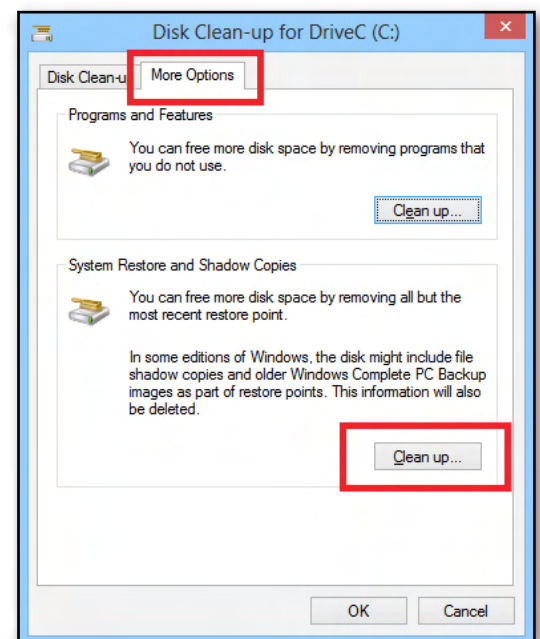 Disk Clean-up for DriveC (C:)
Disk Clean-u
More Options
Programs and Features
You can free more disk space by removing programs that
you do not use.
Clean up...
System Restore and Shadow Copies
You can free more disk space by removing all but the
most recent restore point.
In some editions of Windows, the disk might include file
shadow copies and older Windows Complete PC Backup
images as part of restore points. This information will also
be deleted.
Clean up...
OK
Cancel